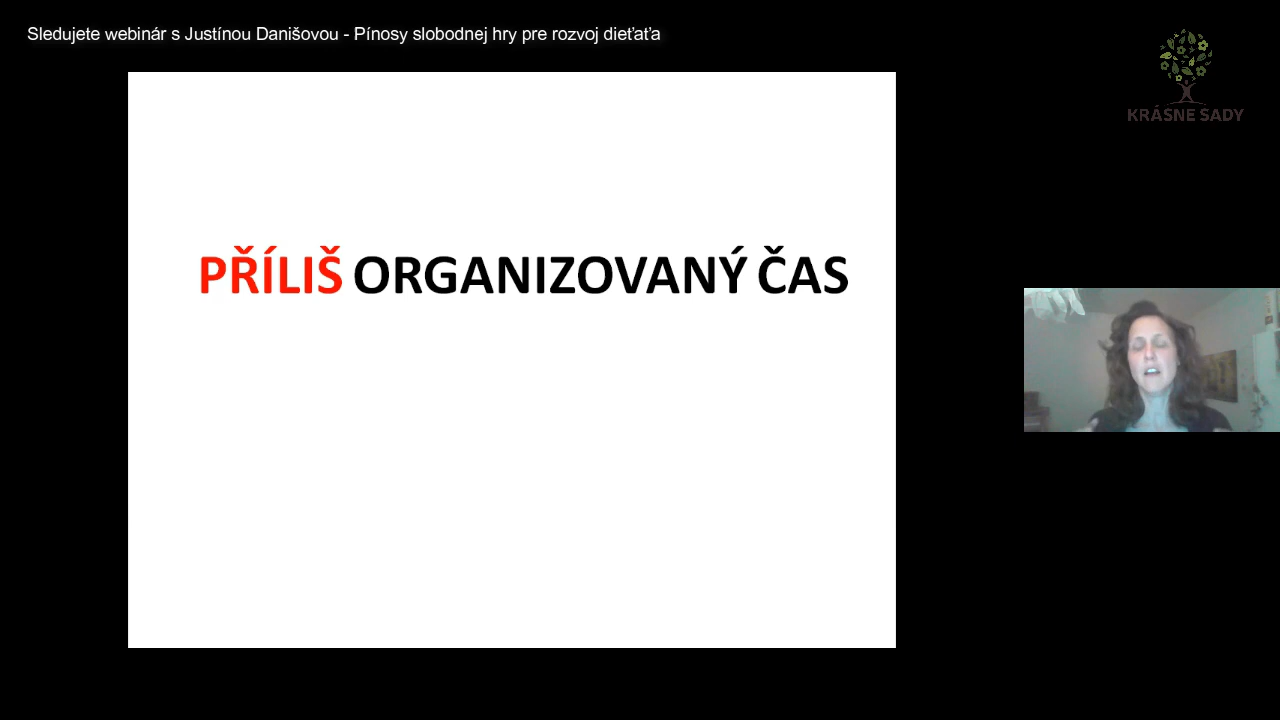 Sledujete webinár s Justínou Danišovou - Pínosy slobodnej hry pre rozvoj dieťaťa
KRÁSNE SADY
PŘÍLIŠ ORGANIZOVANÝ ČAS